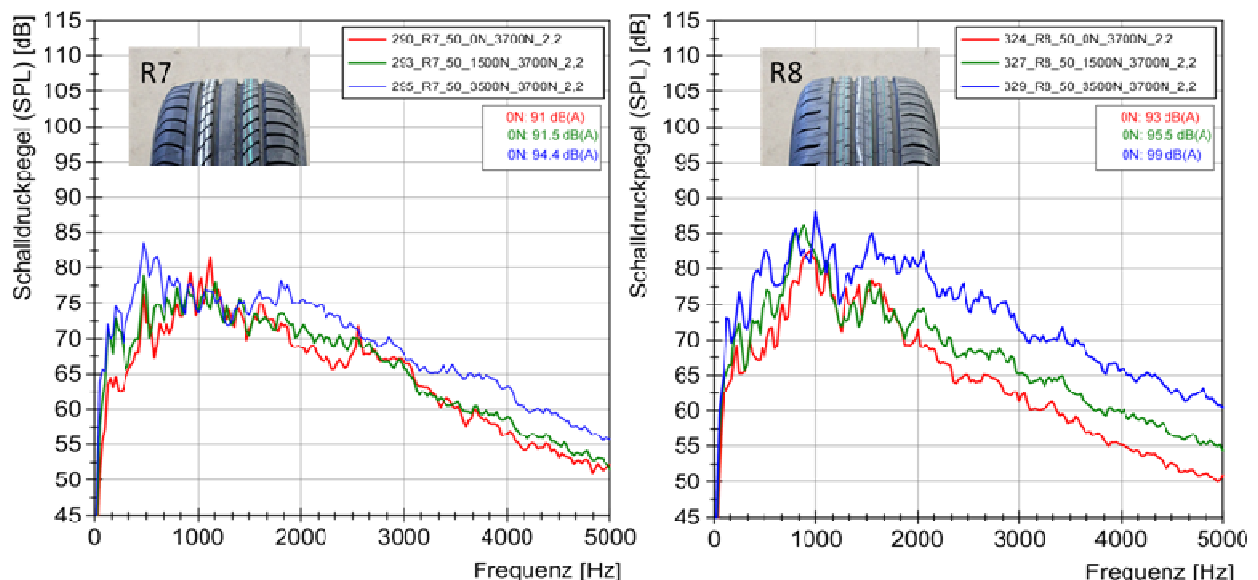 Schalldruckpegel (SPL) [dB]
115
110
105
100
95
90
85
80
75
70
65
60
55
50
45
R7
290_R7_50_0N_3700N_2,2
293_R7_50_1500N_3700N_2,2
295_R7_50_3500N_3700N_2,2
0N: 91 dB(A)
0N: 91.5 dB(A)
0N: 94.4 dB(A)
0 1000 2000 3000 4000 5000
Frequenz [Hz]
Schalldruckpegel (SPL) [dB]
115
110
105
100
95
90
85
80
75
70
65
60
55
50
45
R8
324_R8_50_0N_3700N_2,2
327_R8_50_1500N_3700N_2,2
329_R8_50_3500N_3700N_2,2
0N: 93 dB(A)
0N: 95.5 dB(A)
0N: 99 dB(A)
0 1000 2000 3000 4000 5000
Frequenz [Hz]